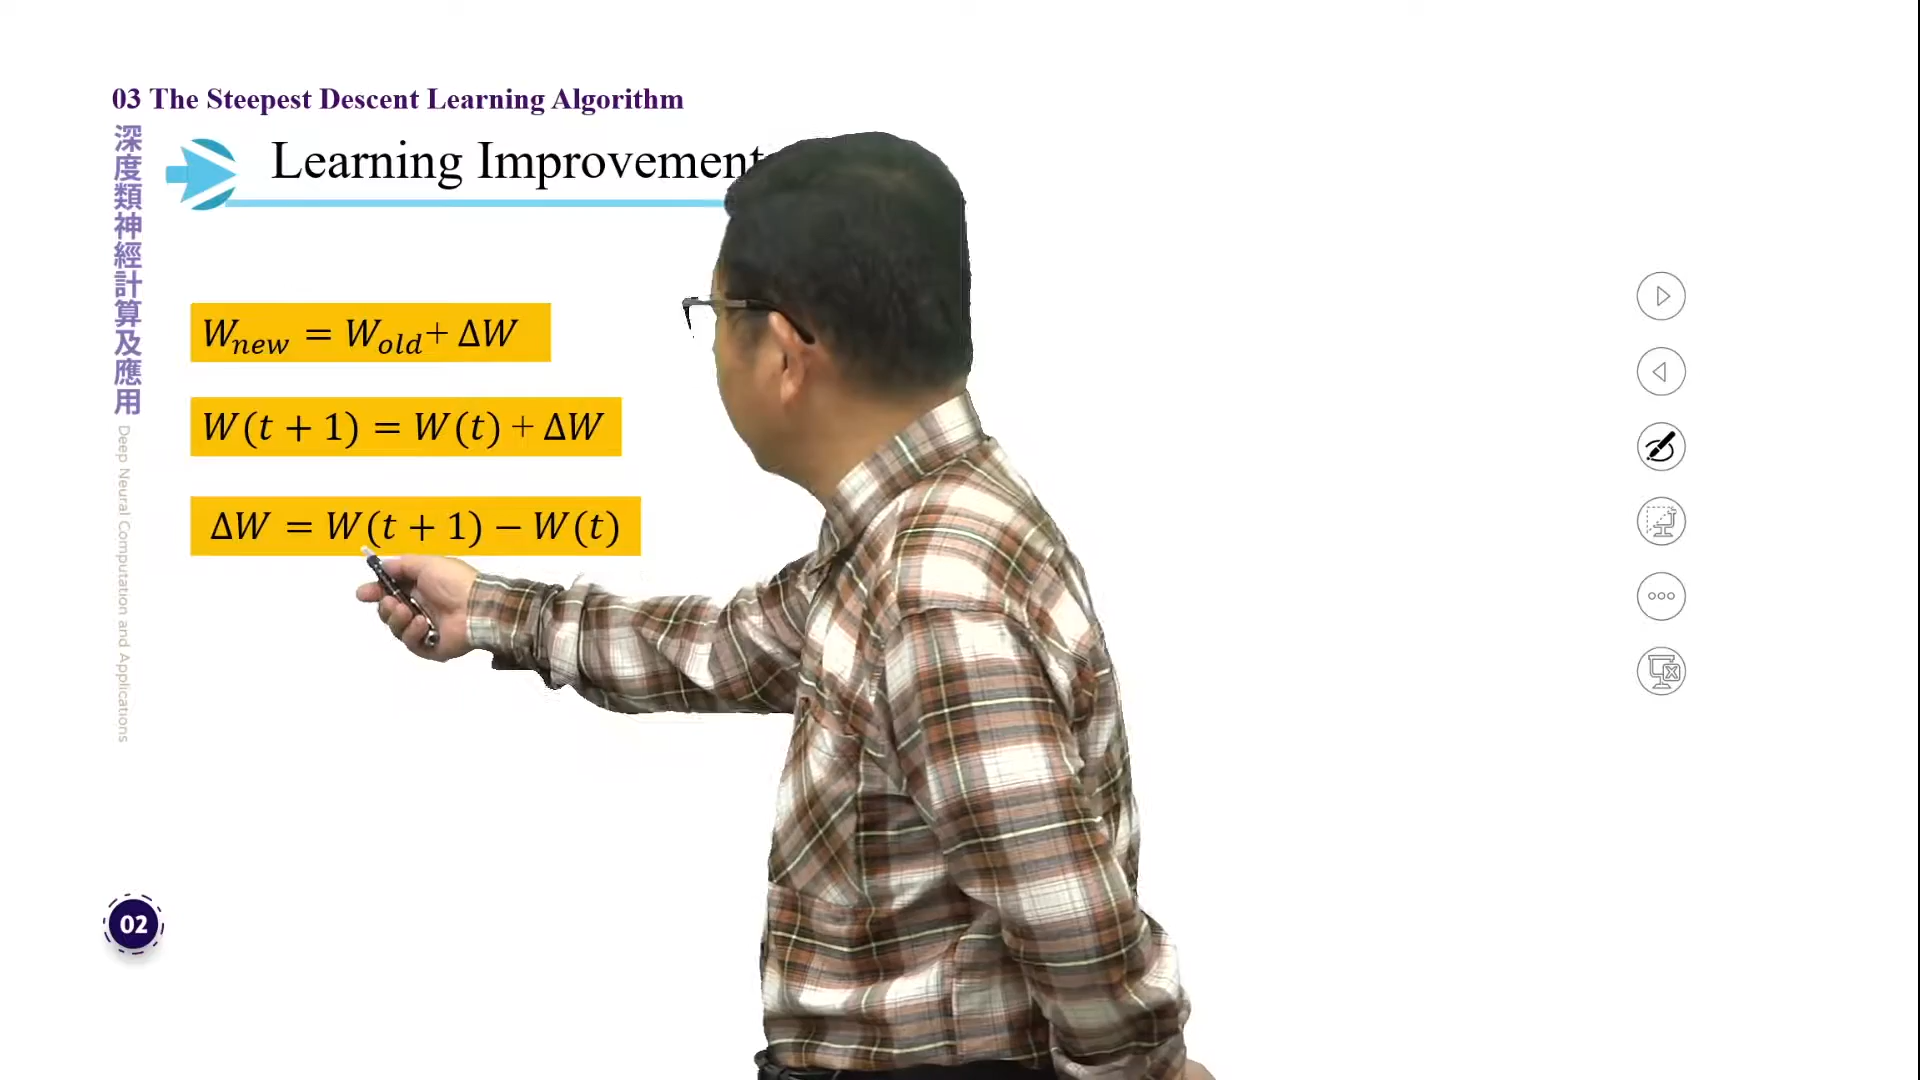 03 The Steepest Descent Learning Algorithm
深度類神經計算及應用
Deep Neural Computation and Applications
Learning Improvement
W_new = W_old + ΔW
W(t + 1) = W(t) + ΔW
ΔW = W(t + 1) − W(t)
02